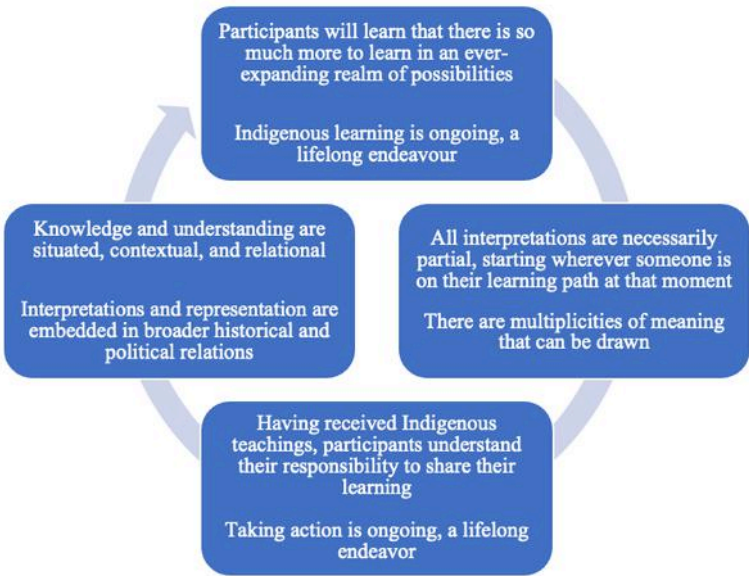 Participants will learn that there is so
much more to learn in an ever-
expanding realm of possibilities
Indigenous learning is ongoing, a
lifelong endeavour
All interpretations are necessarily
partial, starting wherever someone is
on their learning path at that moment
There are multiplicities of meaning
that can be drawn
Having received Indigenous
teachings, participants understand
their responsibility to share their
learning
Taking action is ongoing, a lifelong
endeavor
Knowledge and understanding are
situated, contextual, and relational
Interpretations and representation are
embedded in broader historical and
political relations